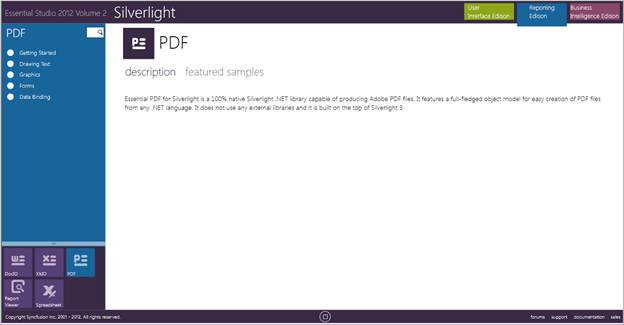 Essential Studio 2012 Volume 2 Silverlight
User Interface Edition
Reporting Edition
Business Intelligence Edition
PDF
Getting Started
Drawing Text
Graphics
Forms
Data Binding
PDF
description featured samples
Essential PDF for Silverlight is a 100% native Silverlight .NET library capable of producing Adobe PDF files. It features a full-fledged object model for easy creation of PDF files
from any .NET language. It does not use any external libraries and it is built on the top of Silverlight 3.
DocIO
XlsIO
PDF
Report Viewer
Spreadsheet
Copyright Syncfusion Inc. 2001 - 2012. All rights reserved.
forums support documentation sales